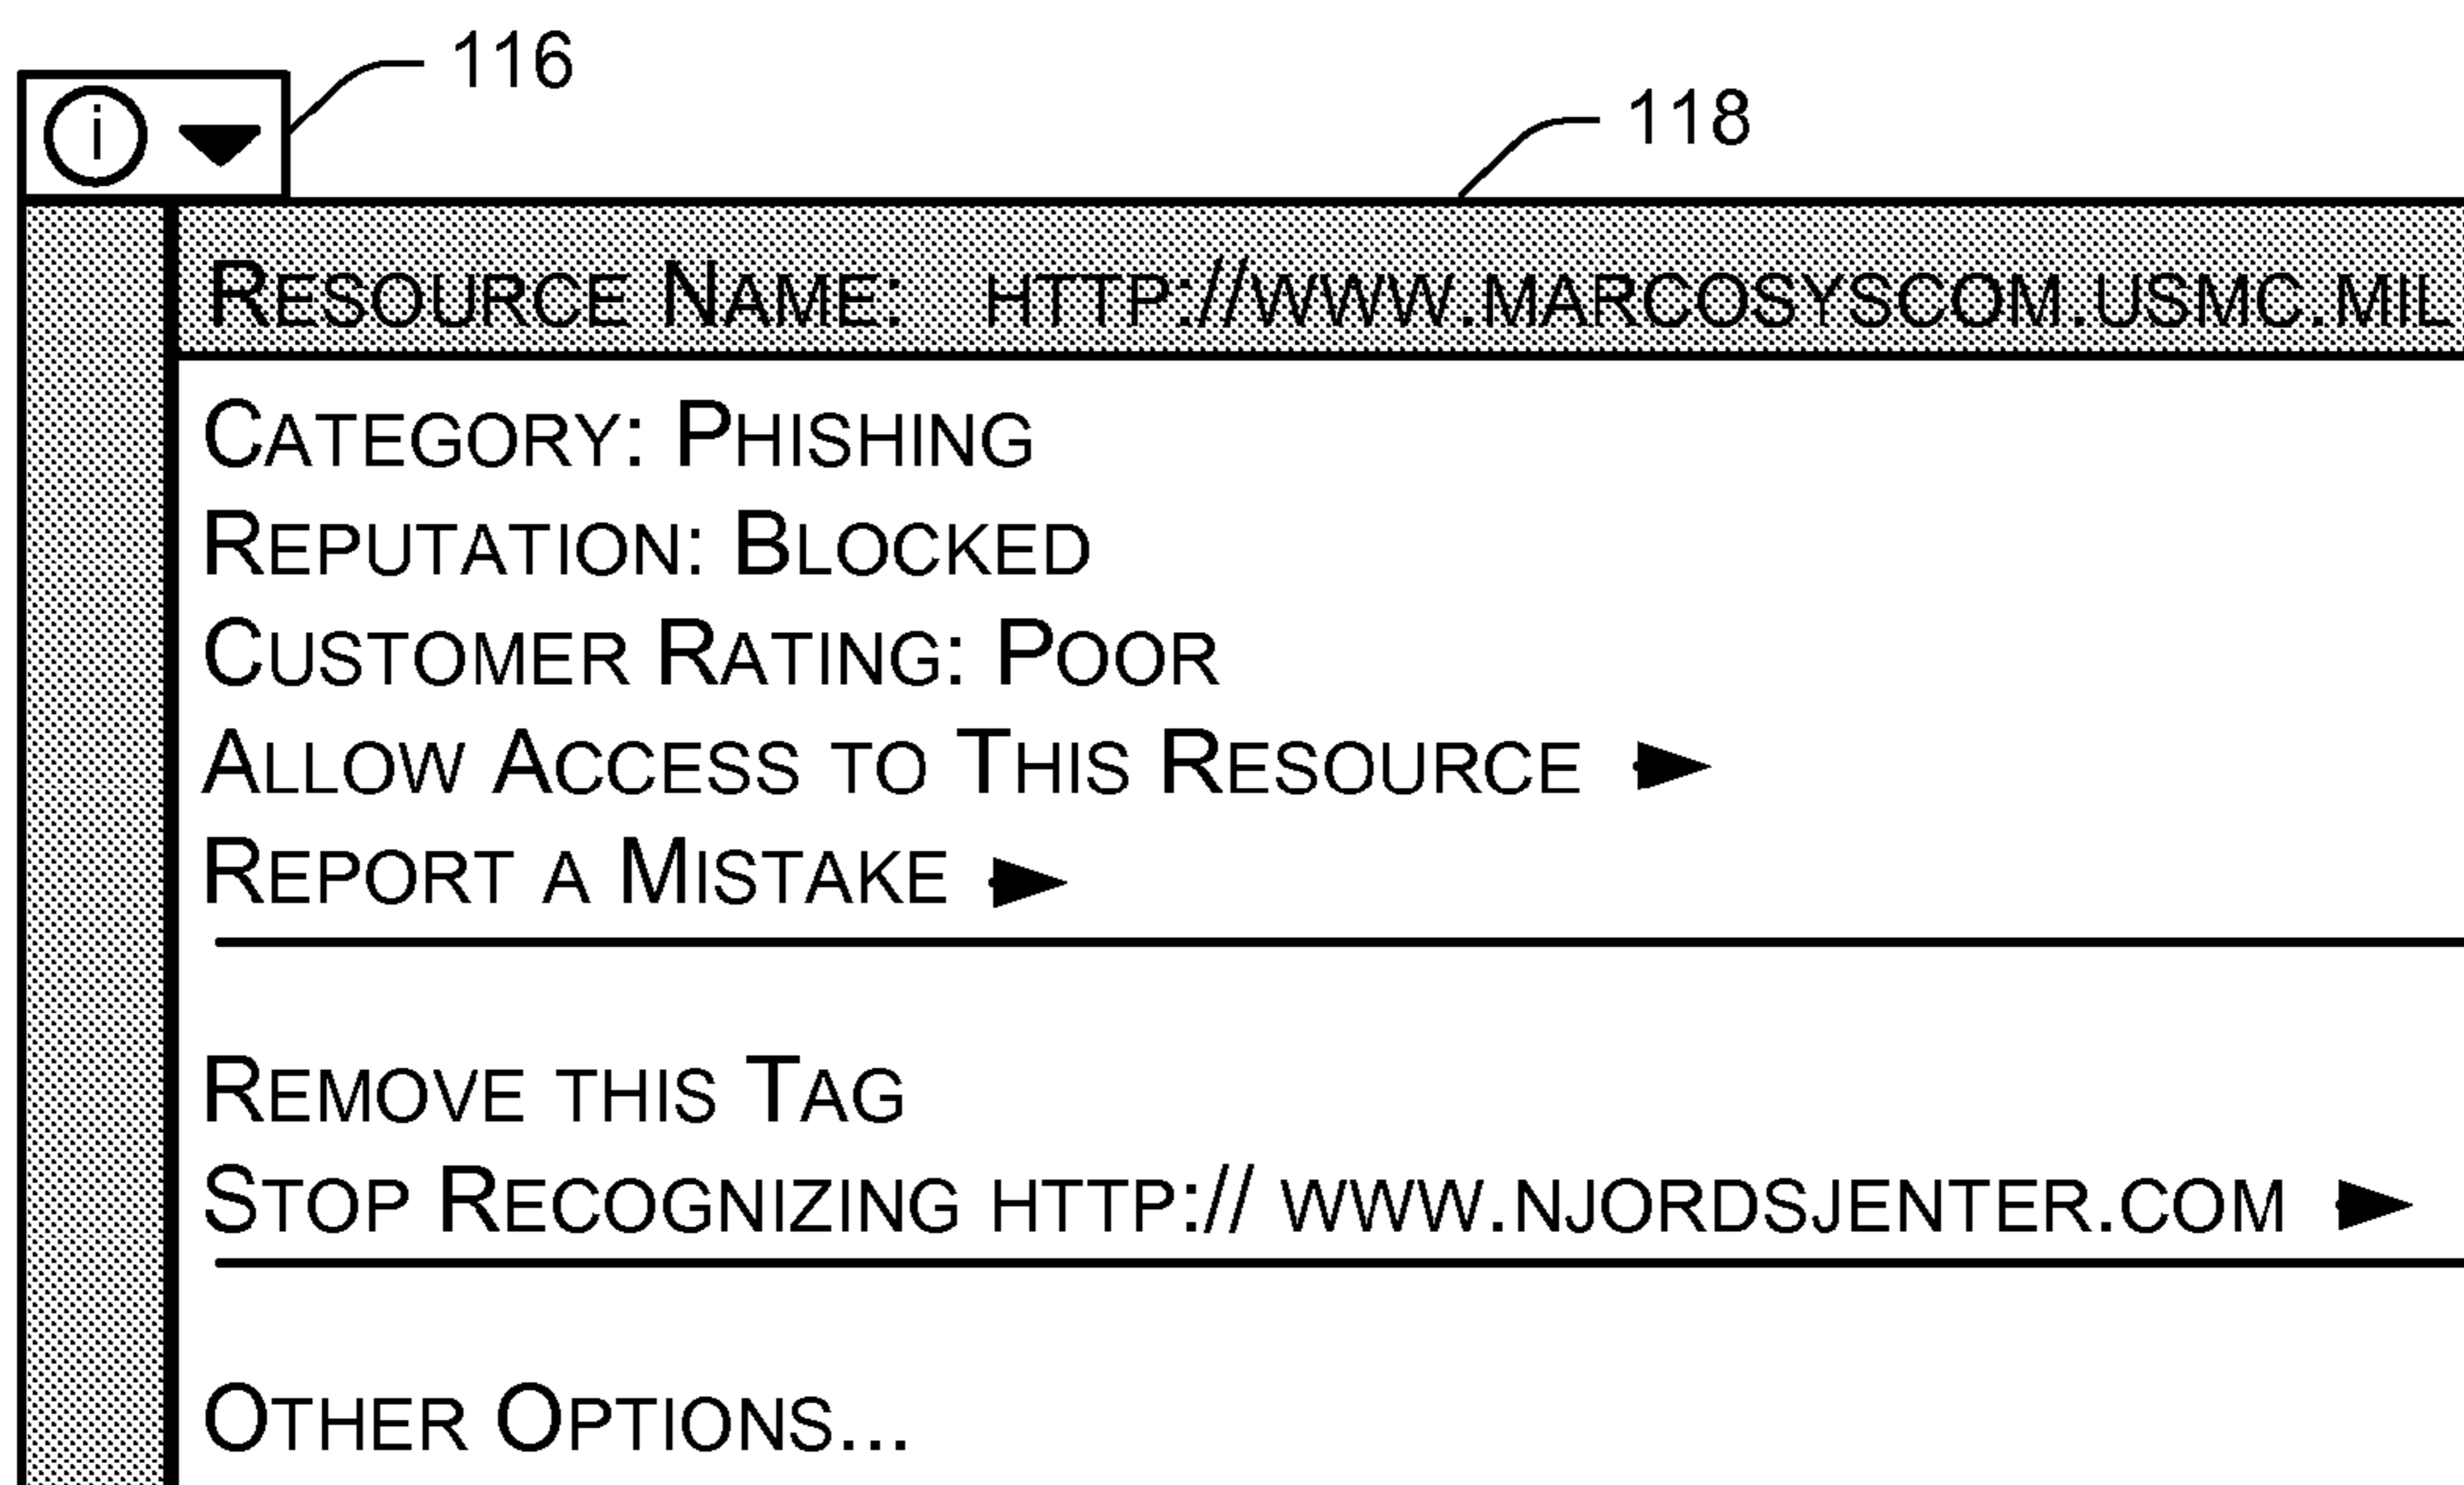 116
118
i
RESOURCE NAME: HTTP://WWW.MARCOSYSCOM.USMC.MIL
CATEGORY: PHISHING
REPUTATION: BLOCKED
CUSTOMER RATING: POOR
ALLOW ACCESS TO THIS RESOURCE
REPORT A MISTAKE
REMOVE THIS TAG
STOP RECOGNIZING HTTP:// WWW.NJORDSJENTER.COM
OTHER OPTIONS...